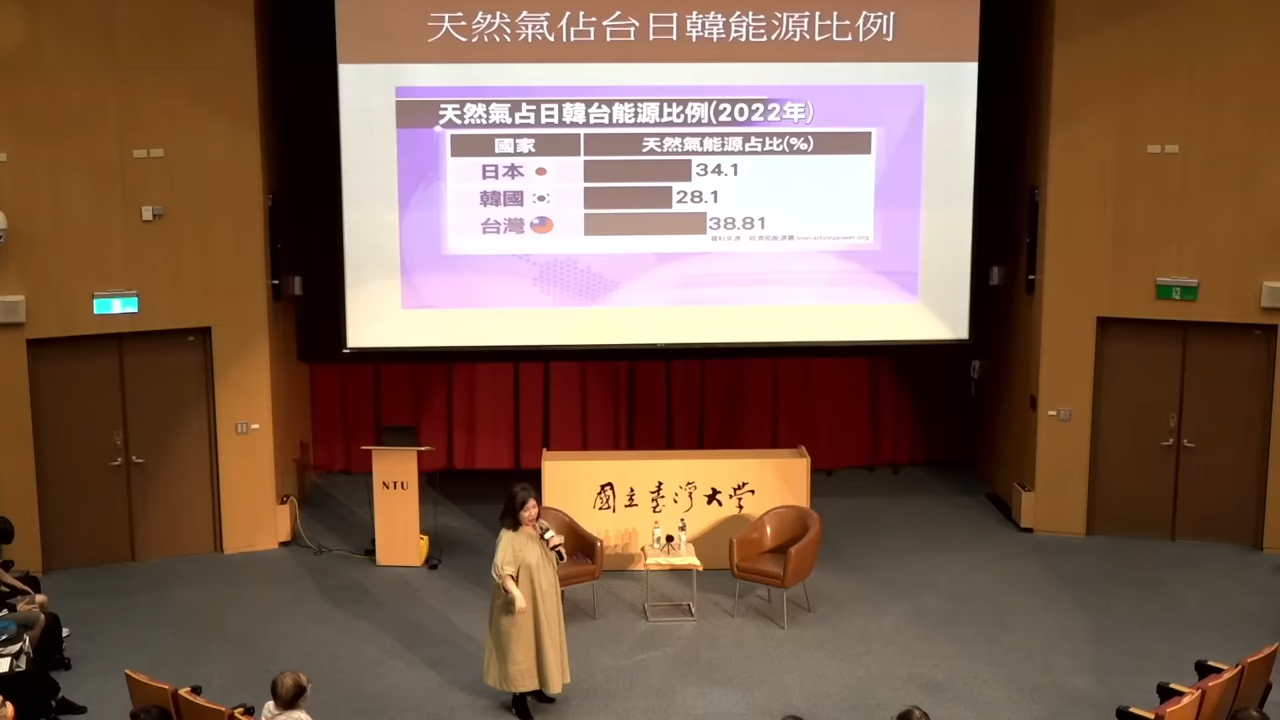 天然氣佔台日韓能源比例
天然氣占日韓台能源比例(2022年)
國家 天然氣能源占比(%)
日本 34.1
韓國 28.1
台灣 38.81
NTU
國立臺灣大學